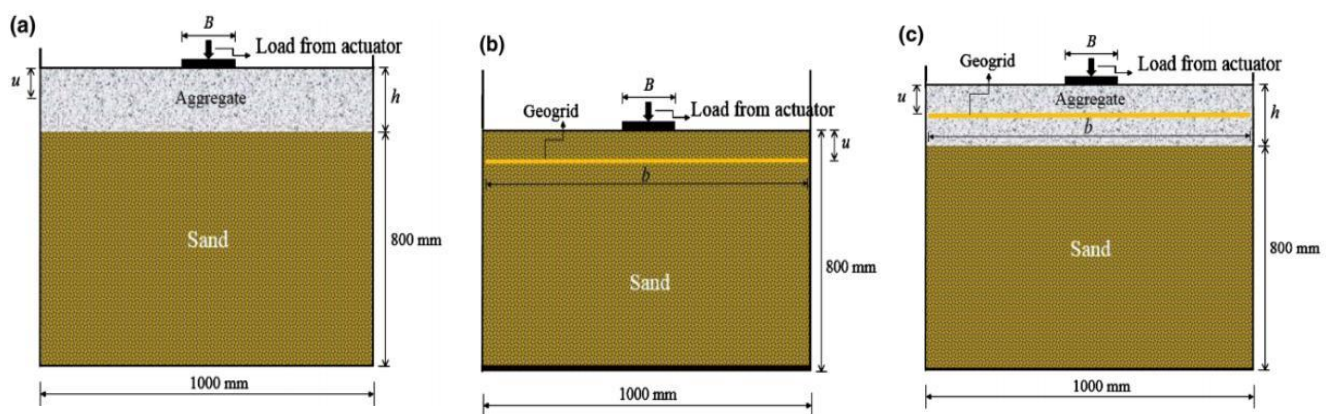 (a)
B
Load from actuator
u
Aggregate
h
Sand
800 mm
1000 mm
(b)
B
Geogrid
Load from actuator
u
b
Sand
800 mm
1000 mm
(c)
B
Geogrid
Load from actuator
u
Aggregate
h
b
Sand
800 mm
1000 mm